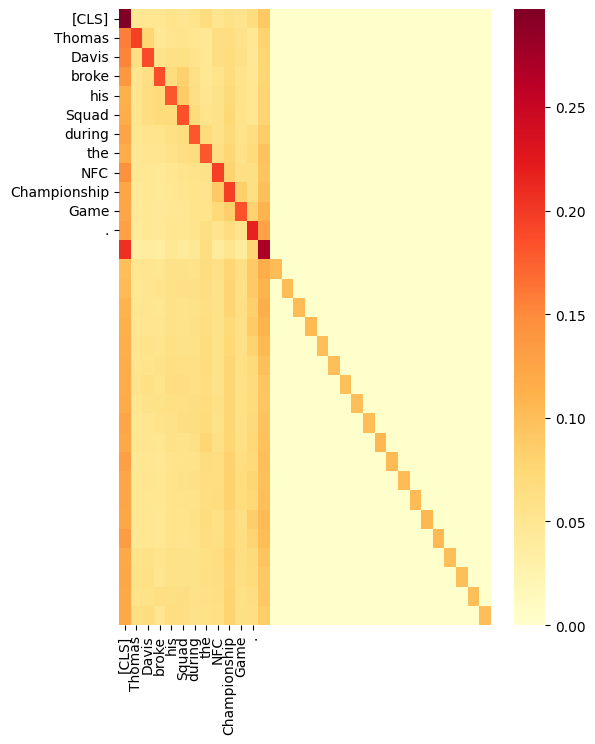 [CLS]
Thomas
Davis
broke
his
Squad
during
the
NFC
Championship
Game
.
0.25
0.20
0.15
0.10
0.05
0.00
[CLS]
Thomas
Davis
broke
his
Squad
during
the
NFC
Championship
Game
.